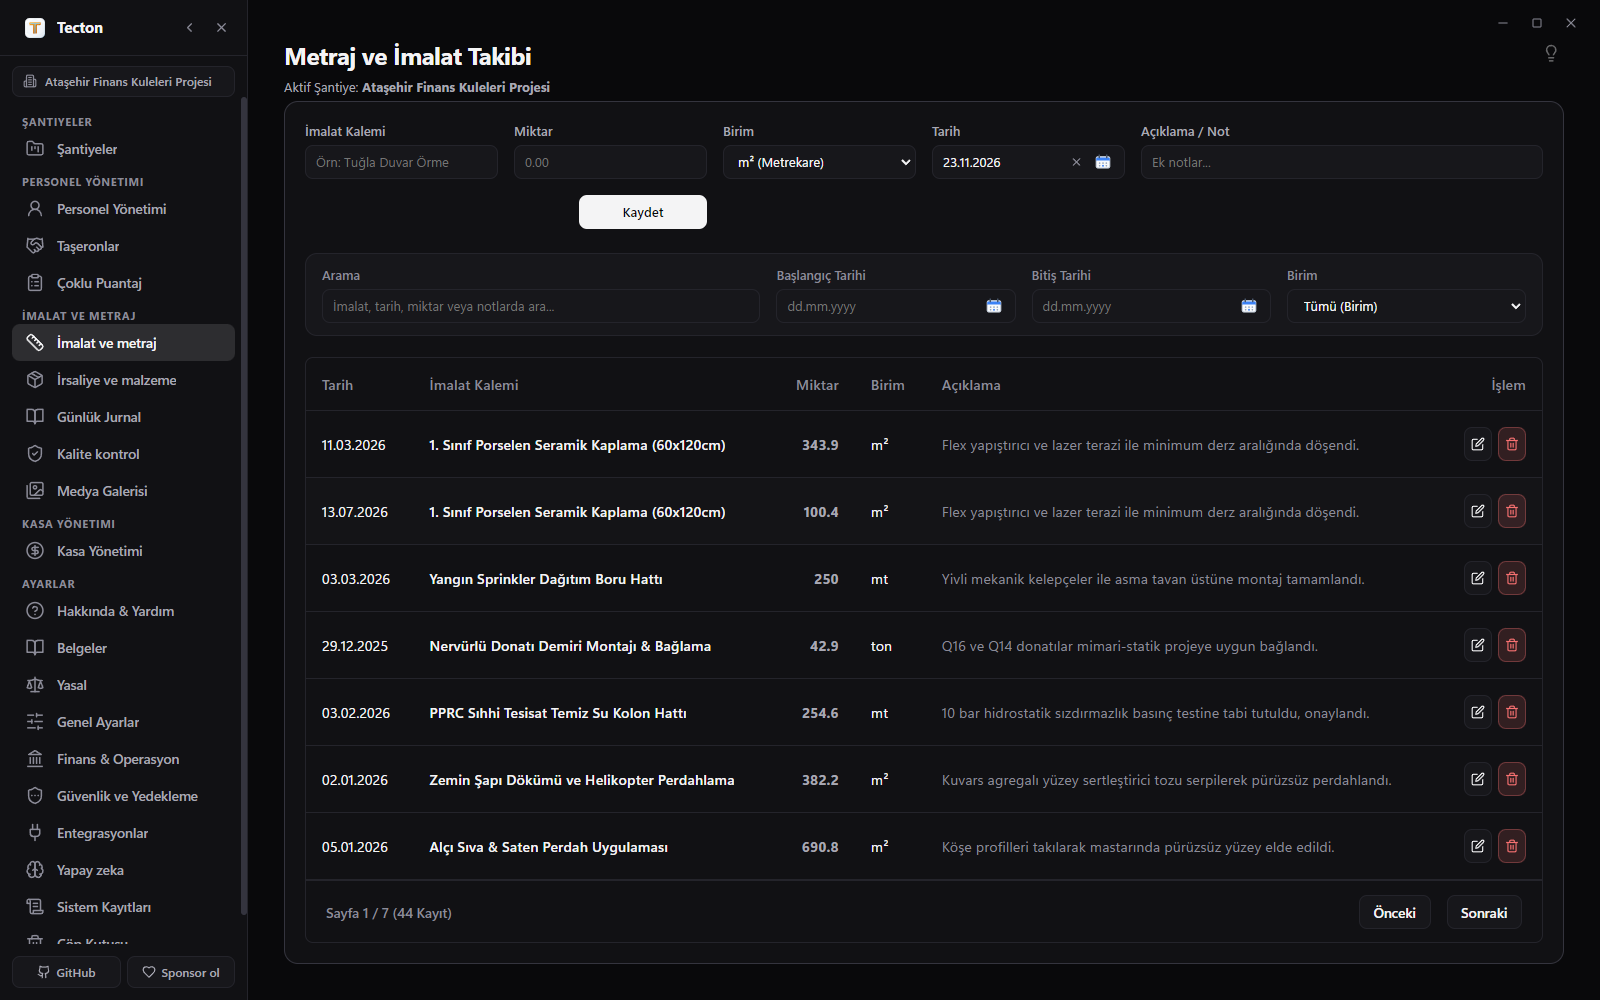 Tecton
Ataşehir Finans Kuleleri Projesi
ŞANTIYELER
Şantiyeler
PERSONEL YÖNETIMI
Personel Yönetimi
Taşeronlar
Çoklu Puantaj
İMALAT VE METRAJ
İmalat ve metraj
İrsaliye ve malzeme
Günlük Jurnal
Kalite kontrol
Medya Galerisi
KASA YÖNETIMI
Kasa Yönetimi
AYARLAR
Hakkında & Yardım
Belgeler
Yasal
Genel Ayarlar
Finans & Operasyon
Güvenlik ve Yedekleme
Entegrasyonlar
Yapay zeka
Sistem Kayıtları
Çöp Kutusu
GitHub
Sponsor ol
Metraj ve İmalat Takibi
Aktif Şantiye: Ataşehir Finans Kuleleri Projesi
İmalat Kalemi Miktar Birim Tarih Açıklama / Not
Örn: Tuğla Duvar Örme 0.00 m² (Metrekare) 23.11.2026 Ek notlar...
Kaydet
Arama Başlangıç Tarihi Bitiş Tarihi Birim
İmalat, tarih, miktar veya notlarda ara... dd.mm.yyyy dd.mm.yyyy Tümü (Birim)
Tarih İmalat Kalemi Miktar Birim Açıklama İşlem
11.03.2026 1. Sınıf Porselen Seramik Kaplama (60x120cm) 343.9 m² Flex yapıştırıcı ve lazer terazi ile minimum derz aralığında döşendi.
13.07.2026 1. Sınıf Porselen Seramik Kaplama (60x120cm) 100.4 m² Flex yapıştırıcı ve lazer terazi ile minimum derz aralığında döşendi.
03.03.2026 Yangın Sprinkler Dağıtım Boru Hattı 250 mt Yivli mekanik kelepçeler ile asma tavan üstüne montaj tamamlandı.
29.12.2025 Nervürlü Donatı Demiri Montajı & Bağlama 42.9 ton Q16 ve Q14 donatılar mimari-statik projeye uygun bağlandı.
03.02.2026 PPRC Sıhhi Tesisat Temiz Su Kolon Hattı 254.6 mt 10 bar hidrostatik sızdırmazlık basınç testine tabi tutuldu, onaylandı.
02.01.2026 Zemin Şapı Dökümü ve Helikopter Perdahlama 382.2 m² Kuvars agregalı yüzey sertleştirici tozu serpilerek pürüzsüz perdahlandı.
05.01.2026 Alçı Sıva & Saten Perdah Uygulaması 690.8 m² Köşe profilleri takılarak mastarında pürüzsüz yüzey elde edildi.
Sayfa 1 / 7 (44 Kayıt) Önceki Sonraki